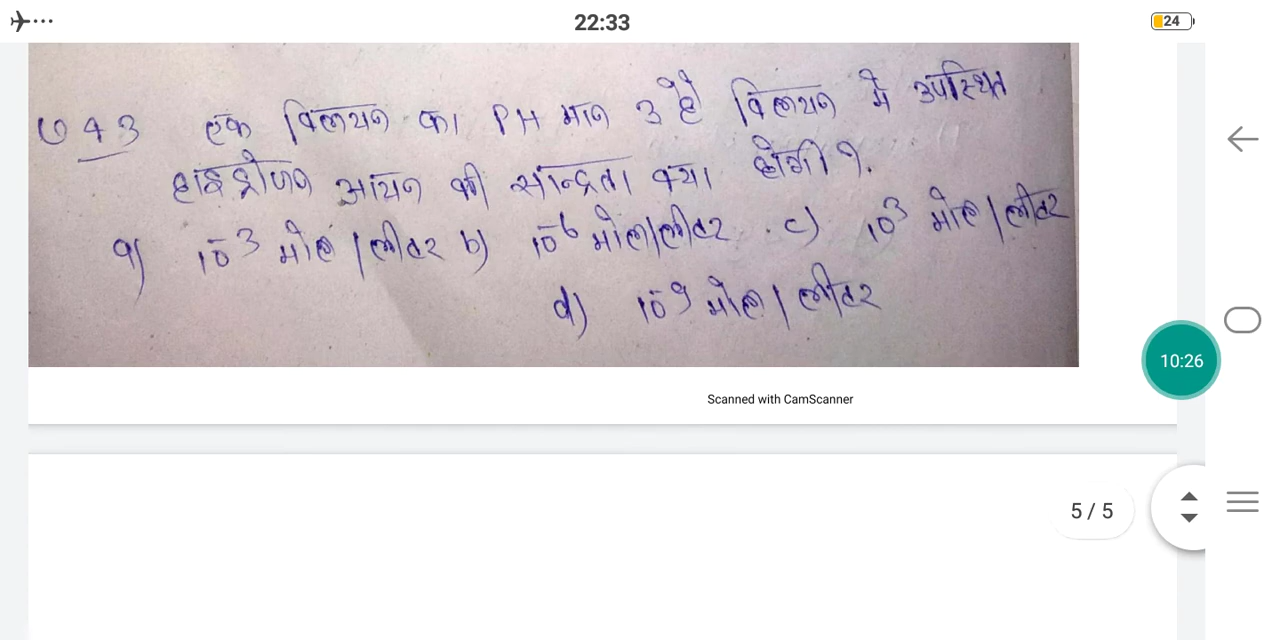 22:33
24
Q 43 एक विलयन का PH मान 3 है विलयन में उपस्थित
हाइड्रोजन आयन की सान्द्रता क्या होगी ?.
a) 10⁻³ मोल/लीटर b) 10⁻⁶ मोल/लीटर . c) 10³ मोल/लीटर
d) 10⁻⁹ मोल/लीटर
10:26
Scanned with CamScanner
5 / 5